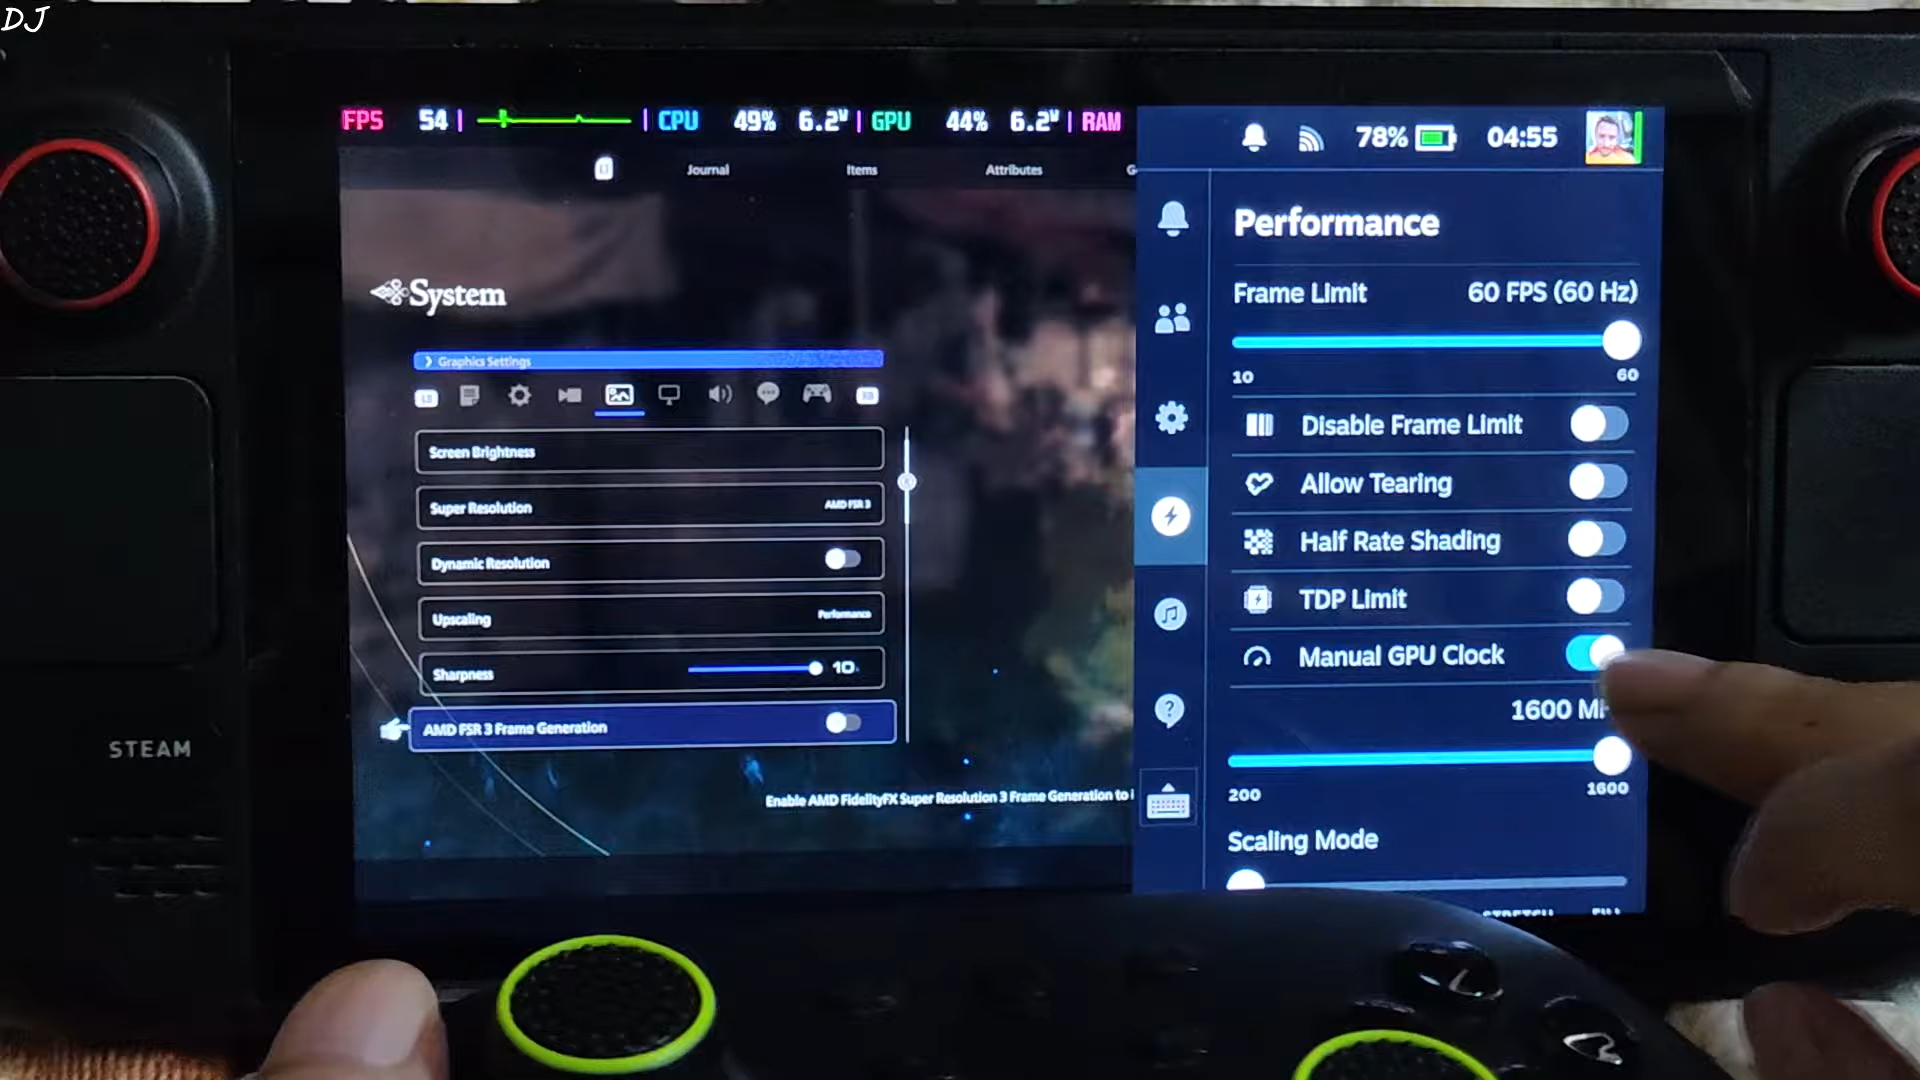 DJ
FPS 54 CPU 49% 6.2W GPU 44% 6.2W RAM
78% 04:55
Journal Items Attributes G
System
Graphics Settings
Screen Brightness
Super Resolution AMD FSR 3
Dynamic Resolution
Upscaling Performance
Sharpness 10
AMD FSR 3 Frame Generation
Enable AMD FidelityFX Super Resolution 3 Frame Generation to i
Performance
Frame Limit 60 FPS (60 Hz)
10 60
Disable Frame Limit
Allow Tearing
Half Rate Shading
TDP Limit
Manual GPU Clock
1600 M
200 1600
Scaling Mode
STRETCH FILL
STEAM